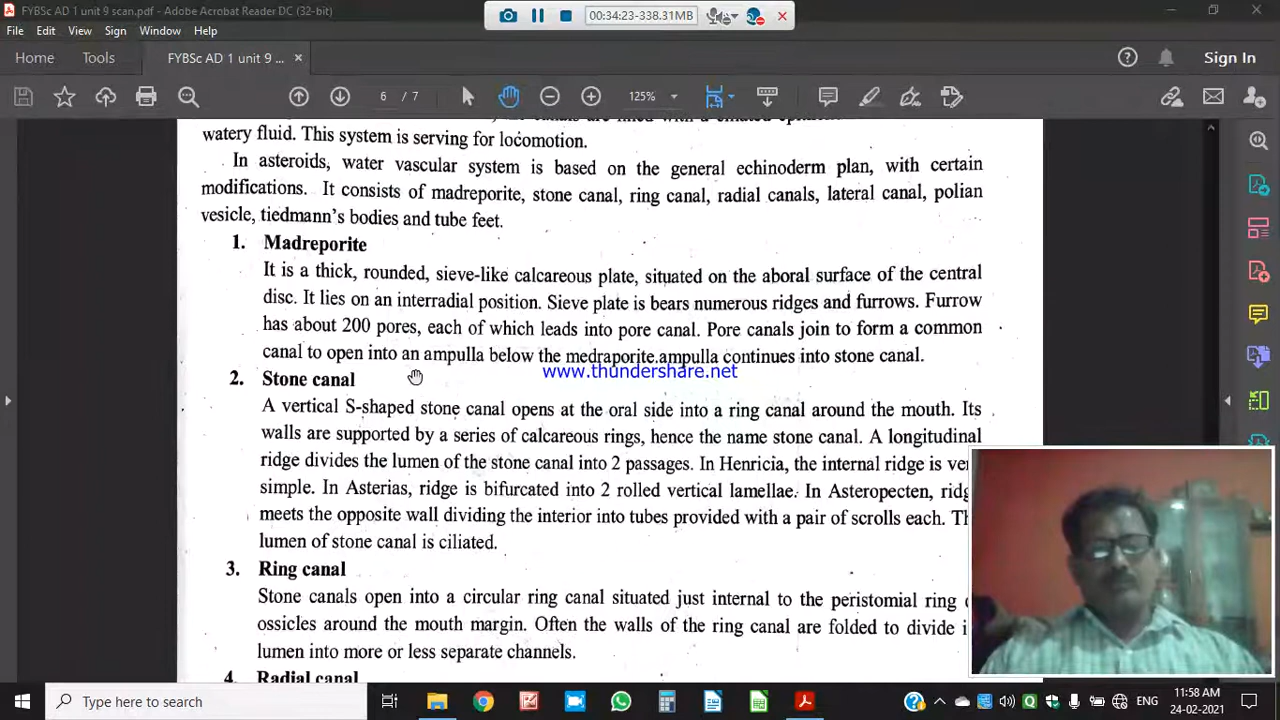 FYBSc AD 1 unit 9 scan.pdf - Adobe Acrobat Reader DC (32-bit)
00:34:23-338.31MB
File Edit View Sign Window Help
Home Tools FYBSc AD 1 unit 9 ... Sign In
6 / 7 125%
watery fluid. This system is serving for locomotion.
In asteroids, water vascular system is based on the general echinoderm plan, with certain
modifications. It consists of madreporite, stone canal, ring canal, radial canals, lateral canal, polian
vesicle, tiedmann's bodies and tube feet.
1. Madreporite
It is a thick, rounded, sieve-like calcareous plate, situated on the aboral surface of the central
disc. It lies on an interradial position. Sieve plate is bears numerous ridges and furrows. Furrow
has about 200 pores, each of which leads into pore canal. Pore canals join to form a common
canal to open into an ampulla below the medraporite.ampulla continues into stone canal.
www.thundershare.net
2. Stone canal
A vertical S-shaped stone canal opens at the oral side into a ring canal around the mouth. Its
walls are supported by a series of calcareous rings, hence the name stone canal. A longitudinal
ridge divides the lumen of the stone canal into 2 passages. In Henricia, the internal ridge is
simple. In Asterias, ridge is bifurcated into 2 rolled vertical lamellae. In Asteropecten,
meets the opposite wall dividing the interior into tubes provided with a pair of scrolls each.
lumen of stone canal is ciliated.
3. Ring canal
Stone canals open into a circular ring canal situated just internal to the peristomial ring
ossicles around the mouth margin. Often the walls of the ring canal are folded to divide
lumen into more or less separate channels.
4. Radial canal
Type here to search
ENG
11:58 AM
24-02-2021